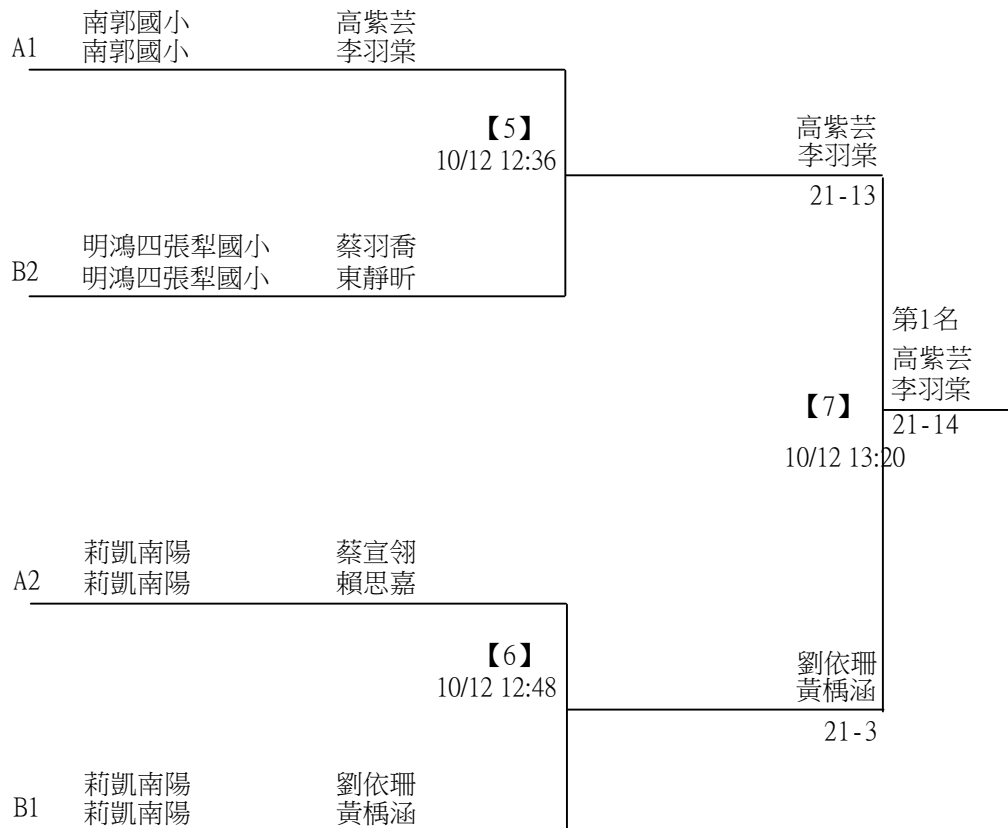 南郭國小 高紫芸
A1 南郭國小 李羽棠
【5】
10/12 12:36
高紫芸
李羽棠
21-13
明鴻四張犁國小 蔡羽喬
B2 明鴻四張犁國小 東靜昕
第1名
高紫芸
李羽棠
【7】
21-14
10/12 13:20
莉凱南陽 蔡宣翎
A2 莉凱南陽 賴思嘉
【6】
10/12 12:48
劉依珊
黃楀涵
21-3
莉凱南陽 劉依珊
B1 莉凱南陽 黃楀涵